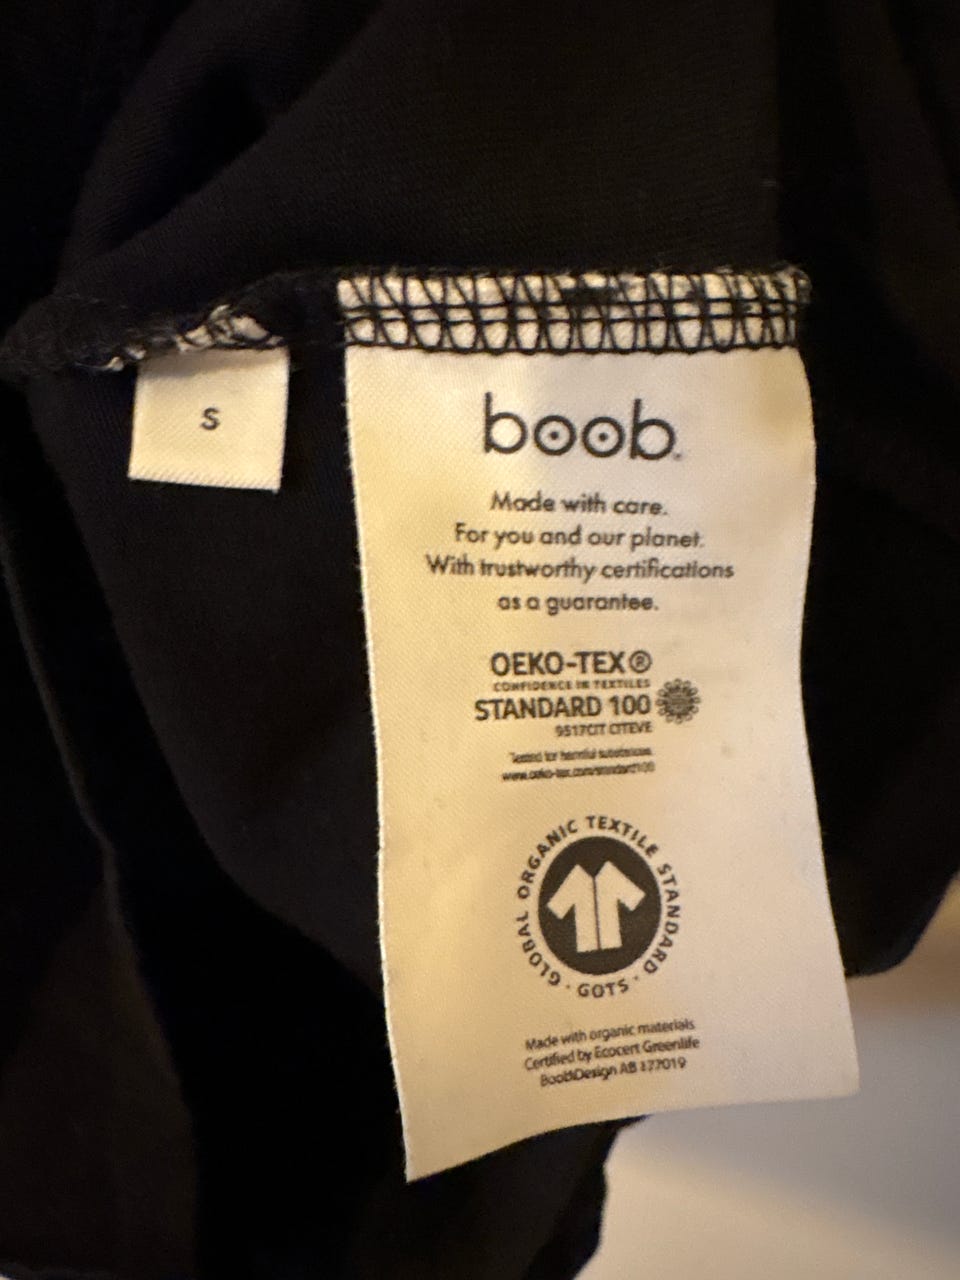 S
boob.
Made with care.
For you and our planet.
With trustworthy certifications
as a guarantee.
OEKO-TEX®
CONFIDENCE IN TEXTILES
STANDARD 100
9517CIT CITEVE
Tested for harmful substances.
www.oeko-tex.com/standard100
GLOBAL ORGANIC TEXTILE STANDARD · GOTS ·
Made with organic materials
Certified by Ecocert Greenlife
Boob Design AB 177019